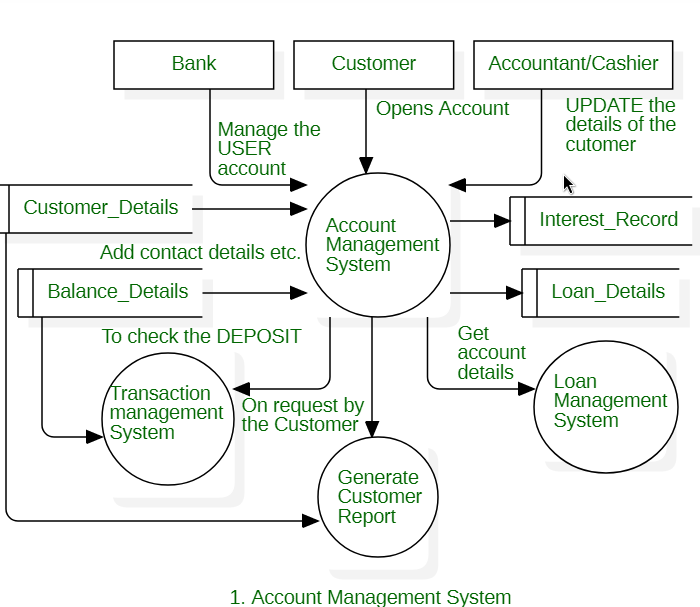 Bank
Customer
Accountant/Cashier
Opens Account
UPDATE the
details of the
cutomer
Manage the
USER
account
Customer_Details
Account
Management
System
Interest_Record
Add contact details etc.
Balance_Details
Loan_Details
To check the DEPOSIT
Get
account
details
Transaction
management
System
On request by
the Customer
Loan
Management
System
Generate
Customer
Report
1. Account Management System